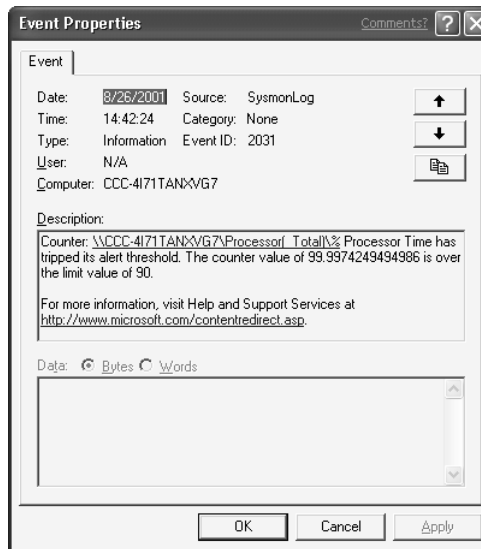 Event Properties
Comments? ? X
Event
Date: 8/26/2001 Source: SysmonLog
Time: 14:42:24 Category: None
Type: Information Event ID: 2031
User: N/A
Computer: CCC-4I71TANXVG7
Description:
Counter: \\CCC-4I71TANXVG7\Processor(_Total)\% Processor Time has
tripped its alert threshold. The counter value of 99.9974249494986 is over
the limit value of 90.
For more information, visit Help and Support Services at
http://www.microsoft.com/contentredirect.asp.
Data: Bytes Words
OK Cancel Apply